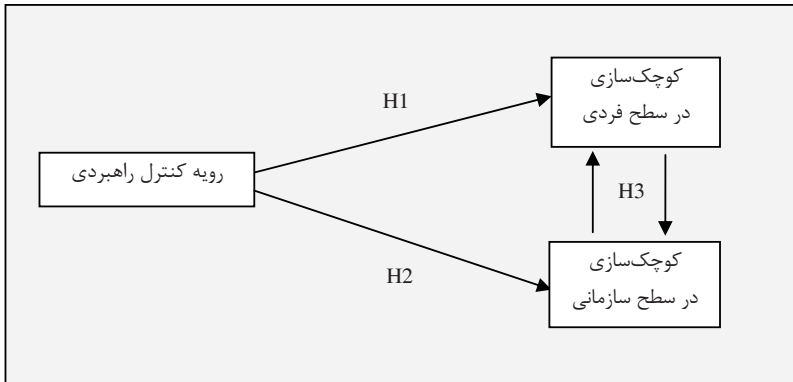 کوچک‌سازی
در سطح فردی
H1
رویه کنترل راهبردی
H3
کوچک‌سازی
در سطح سازمانی
H2